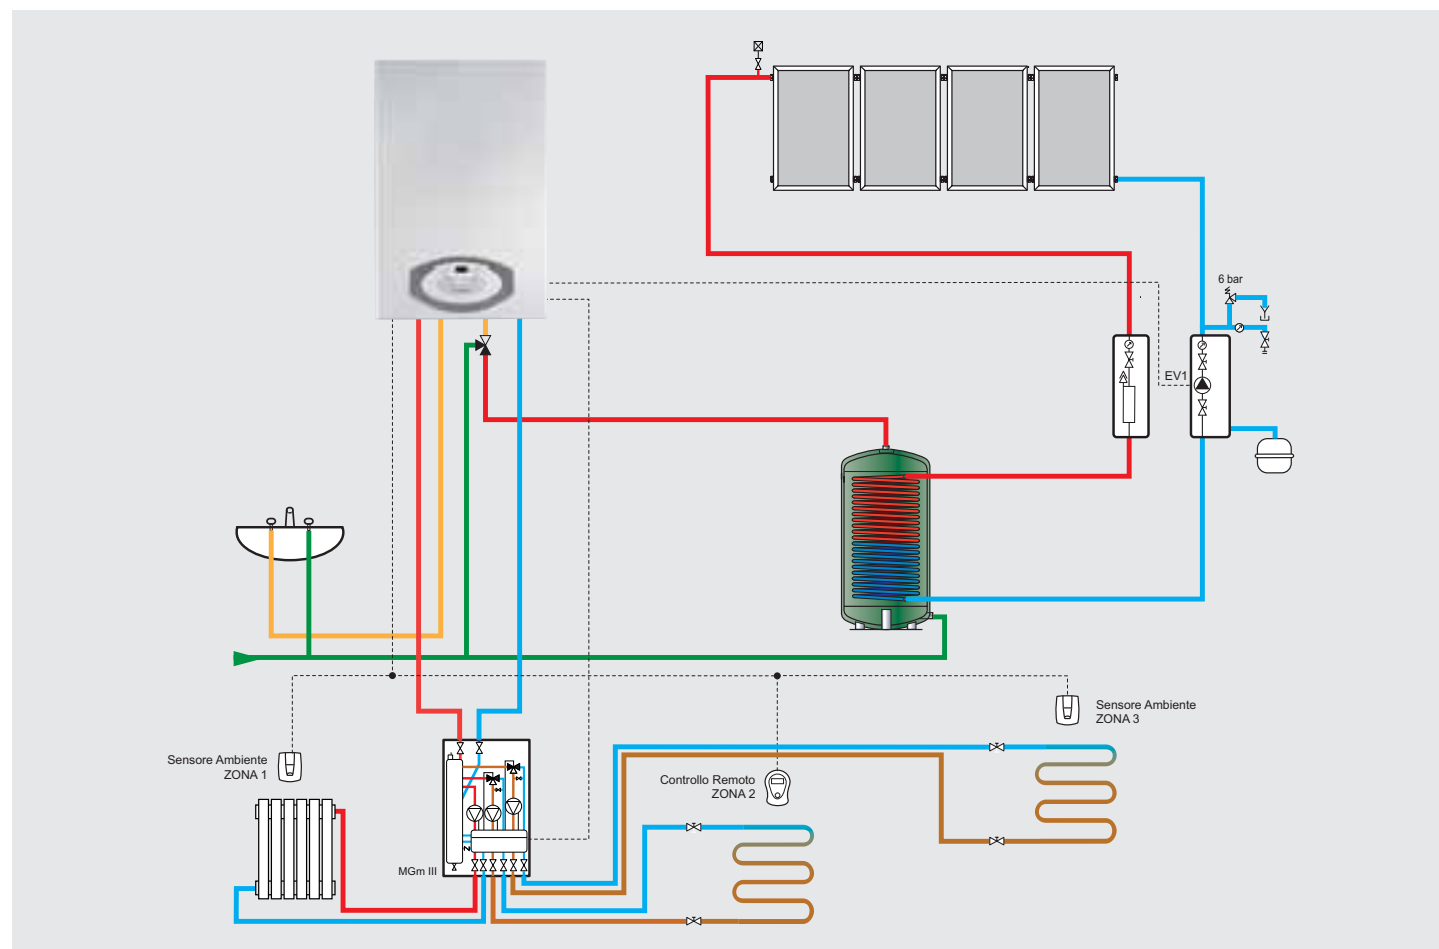 6 bar
EV1
Sensore Ambiente
ZONA 3
Sensore Ambiente
ZONA 1
Controllo Remoto
ZONA 2
MGm III